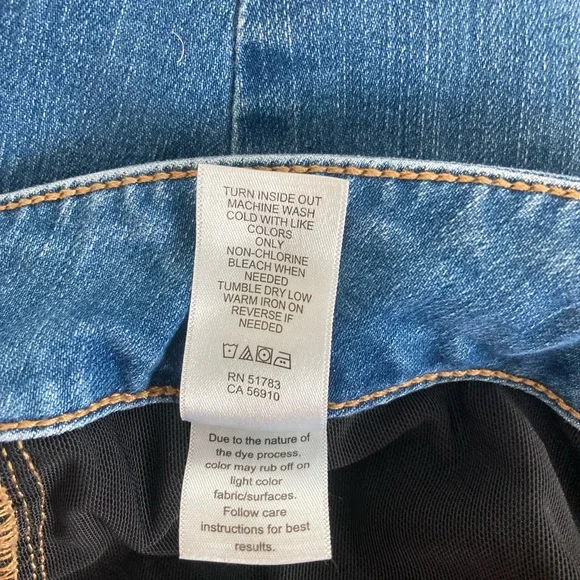 TURN INSIDE OUT
MACHINE WASH
COLD WITH LIKE
COLORS
ONLY
NON-CHLORINE
BLEACH WHEN
NEEDED
TUMBLE DRY LOW
WARM IRON ON
REVERSE IF
NEEDED
RN 51783
CA 56910
Due to the nature of
the dye process,
color may rub off on
light color
fabric/surfaces.
Follow care
instructions for best
results.